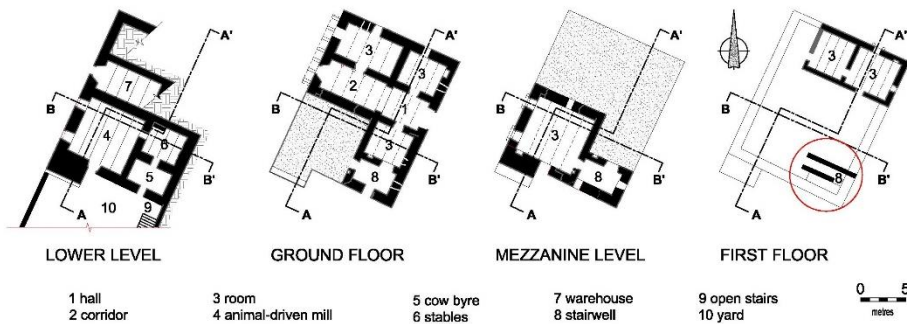 A'
7
B
4
6
5
B'
9
10
A
A'
3
3
2
1
B
3
8
B'
A
A'
B
3
8
B'
A
A'
3
3
B
8
B'
A
LOWER LEVEL
GROUND FLOOR
MEZZANINE LEVEL
FIRST FLOOR
1 hall
2 corridor
3 room
4 animal-driven mill
5 cow byre
6 stables
7 warehouse
8 stairwell
9 open stairs
10 yard
0 5
metres